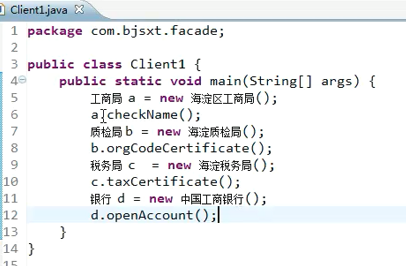 Client1.java
1 package com.bjsxt.facade;
2
3 public class Client1 {
4 public static void main(String[] args) {
5 工商局 a = new 海淀区工商局();
6 a.checkName();
7 质检局 b = new 海淀质检局();
8 b.orgCodeCertificate();
9 税务局 c  = new 海淀税务局();
10 c.taxCertificate();
11 银行 d = new 中国工商银行();
12 d.openAccount();
13 }
14 }
15